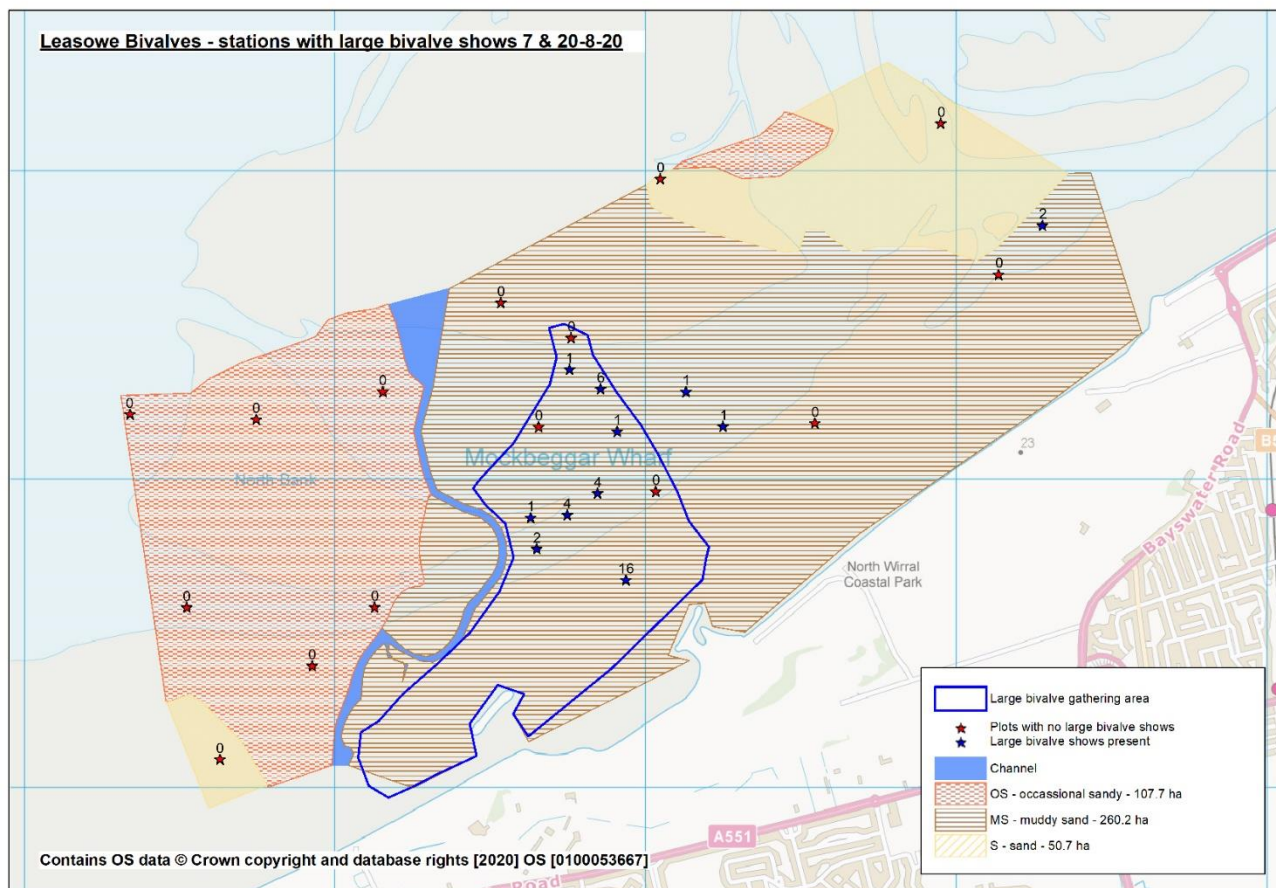 Leasowe Bivalves - stations with large bivalve shows 7 & 20-8-20
0
0
2
0
0
0
1
6
1
0
0
0
0
1
1
0
Mockbeggar Wharf
North Bank
23
4
0
1
4
2
16
North Wirral
Coastal Park
Bayswater Road
0
0
0
0
A551
Road
Large bivalve gathering area
Plots with no large bivalve shows
Large bivalve shows present
Channel
OS - occassional sandy - 107.7 ha
MS - muddy sand - 260.2 ha
S - sand - 50.7 ha
Contains OS data © Crown copyright and database rights [2020] OS [0100053667]